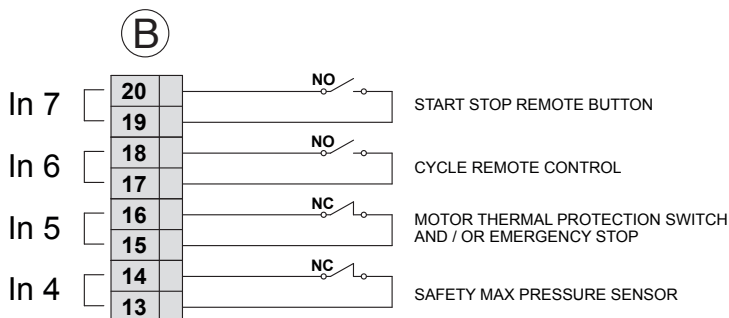 B
In 7
20
NO
START STOP REMOTE BUTTON
19
In 6
18
NO
CYCLE REMOTE CONTROL
17
In 5
16
NC
MOTOR THERMAL PROTECTION SWITCH
AND / OR EMERGENCY STOP
15
In 4
14
NC
SAFETY MAX PRESSURE SENSOR
13